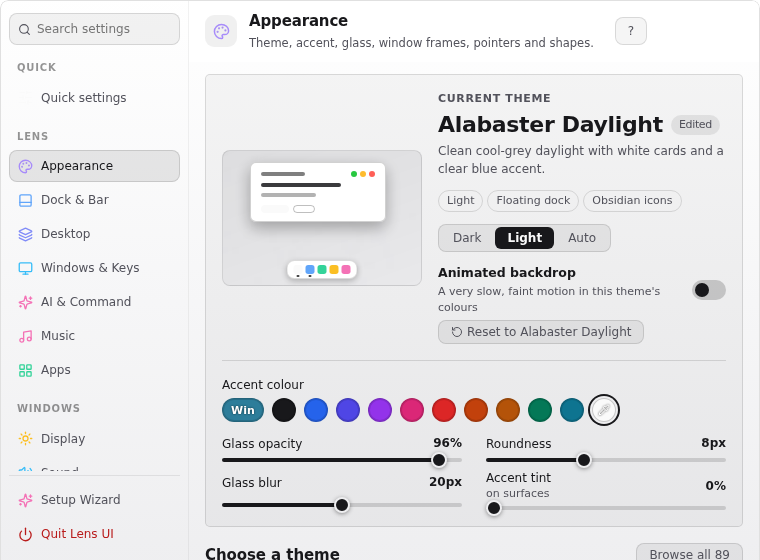 Search settings
QUICK
Quick settings
LENS
Appearance
Dock & Bar
Desktop
Windows & Keys
AI & Command
Music
Apps
WINDOWS
Display
Sound
Setup Wizard
Quit Lens UI
Appearance
Theme, accent, glass, window frames, pointers and shapes.
?
CURRENT THEME
Alabaster Daylight Edited
Clean cool-grey daylight with white cards and a
clear blue accent.
Light Floating dock Obsidian icons
Dark Light Auto
Animated backdrop
A very slow, faint motion in this theme's
colours
Reset to Alabaster Daylight
Accent colour
Win
Glass opacity 96%
Roundness 8px
Glass blur 20px
Accent tint
on surfaces 0%
Choose a theme
Browse all 89